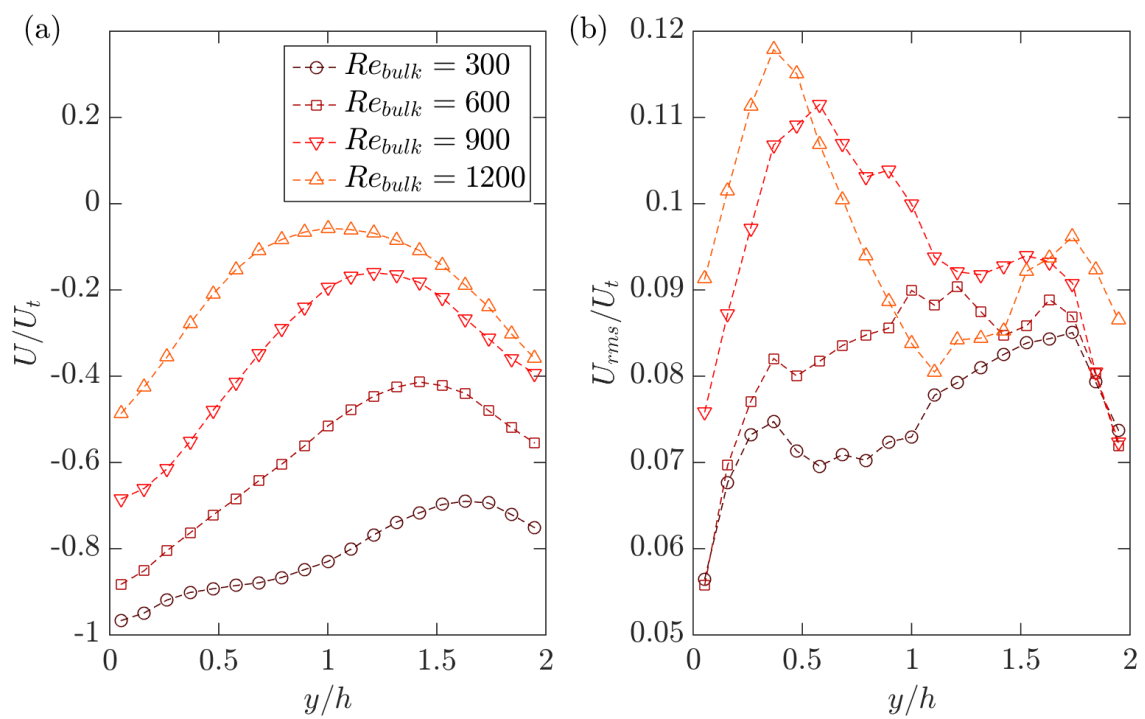 (a)
0.2
0
-0.2
-0.4
-0.6
-0.8
-1
U/U_t
0
0.5
1
1.5
2
y/h
Re_bulk = 300
Re_bulk = 600
Re_bulk = 900
Re_bulk = 1200
(b)
0.12
0.11
0.1
0.09
0.08
0.07
0.06
0.05
U_rms/U_t
0
0.5
1
1.5
2
y/h